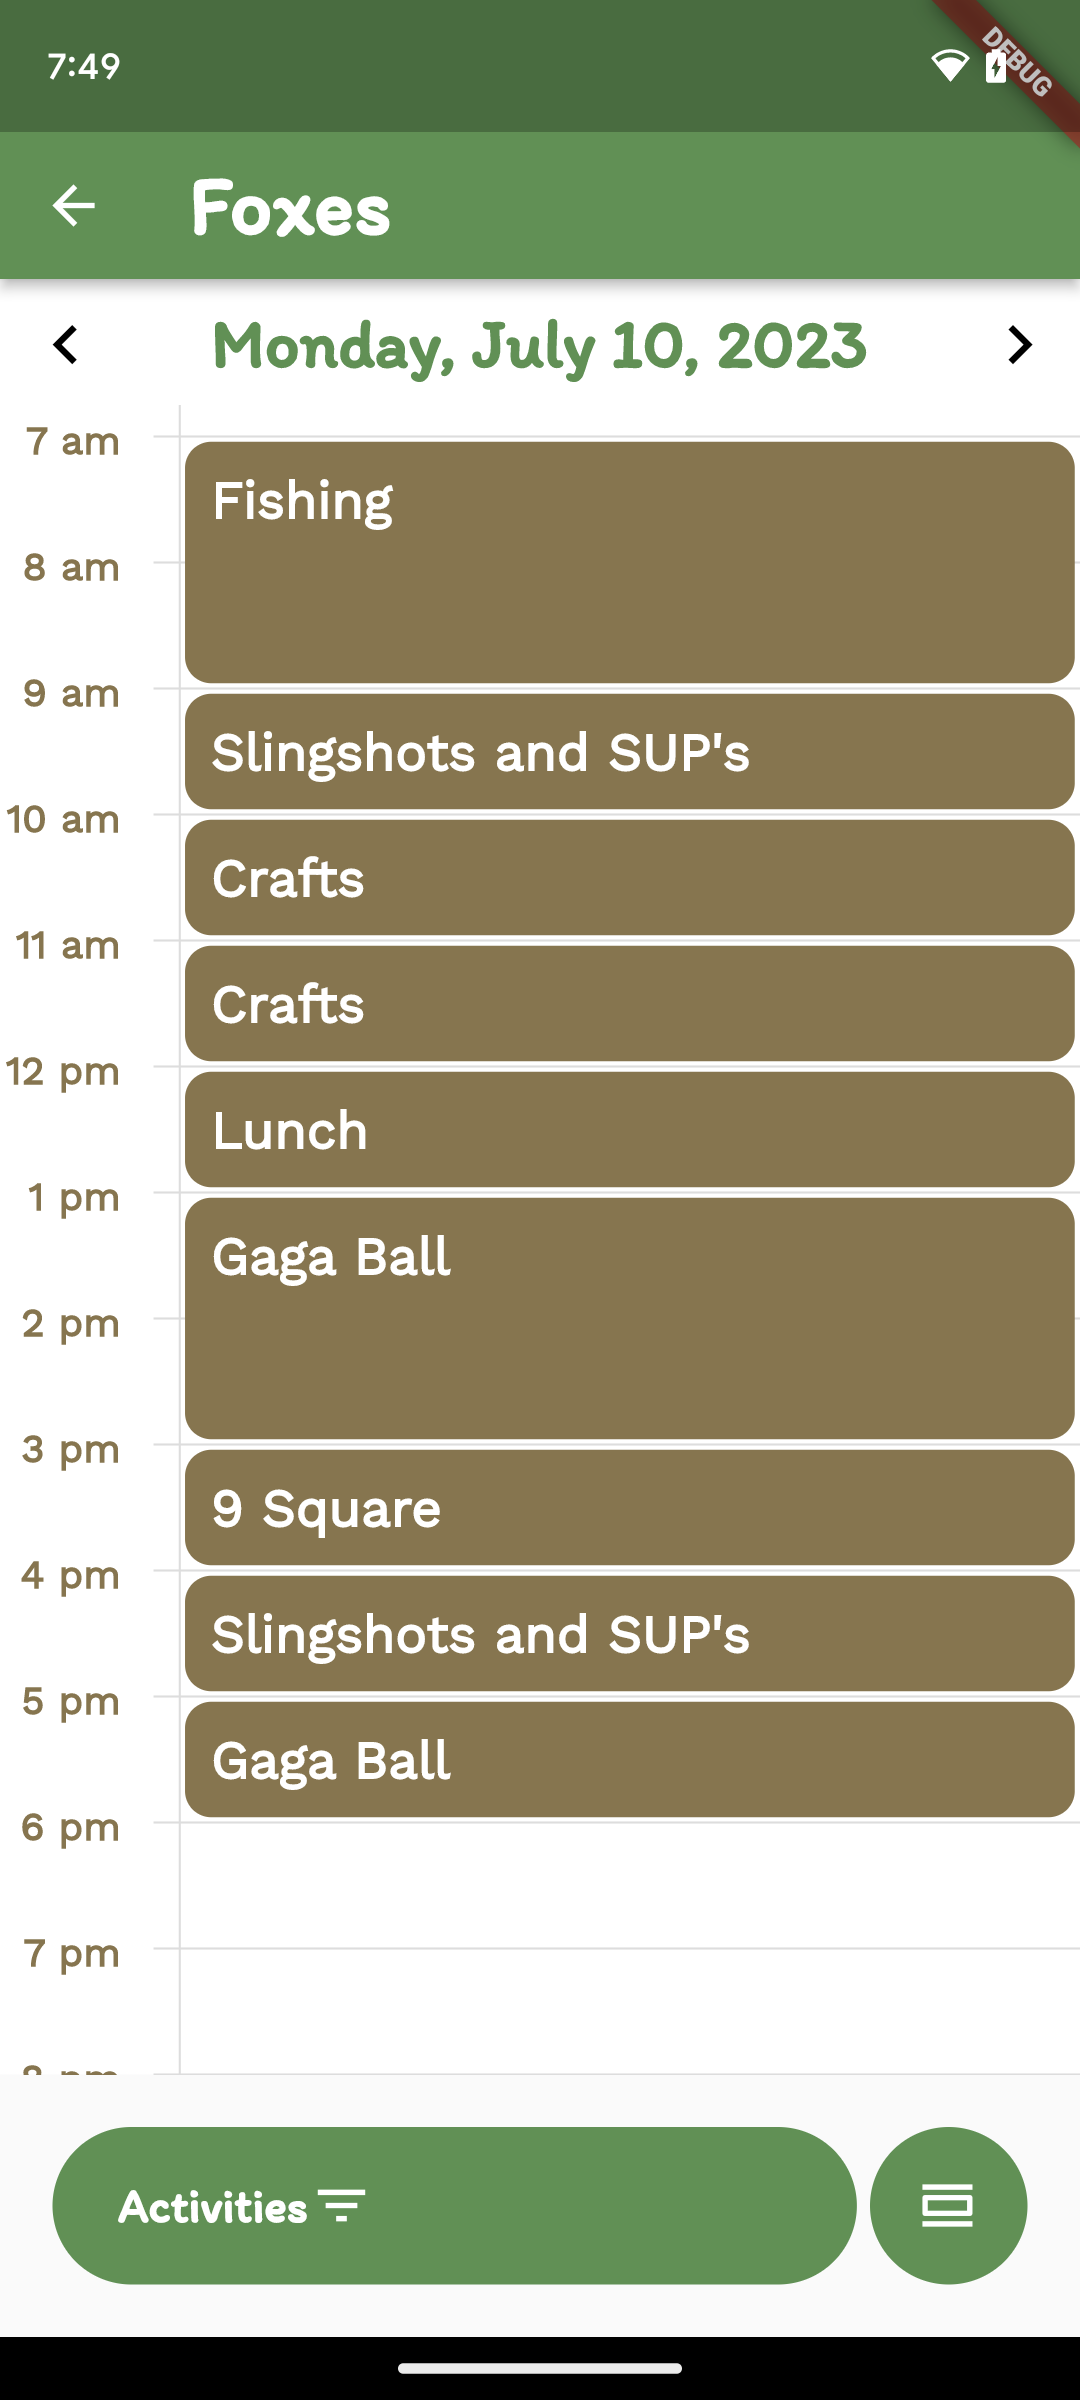 7:49
DEBUG
Foxes
Monday, July 10, 2023
7 am
Fishing
8 am
9 am
Slingshots and SUP's
10 am
Crafts
11 am
Crafts
12 pm
Lunch
1 pm
Gaga Ball
2 pm
3 pm
9 Square
4 pm
Slingshots and SUP's
5 pm
Gaga Ball
6 pm
7 pm
Activities